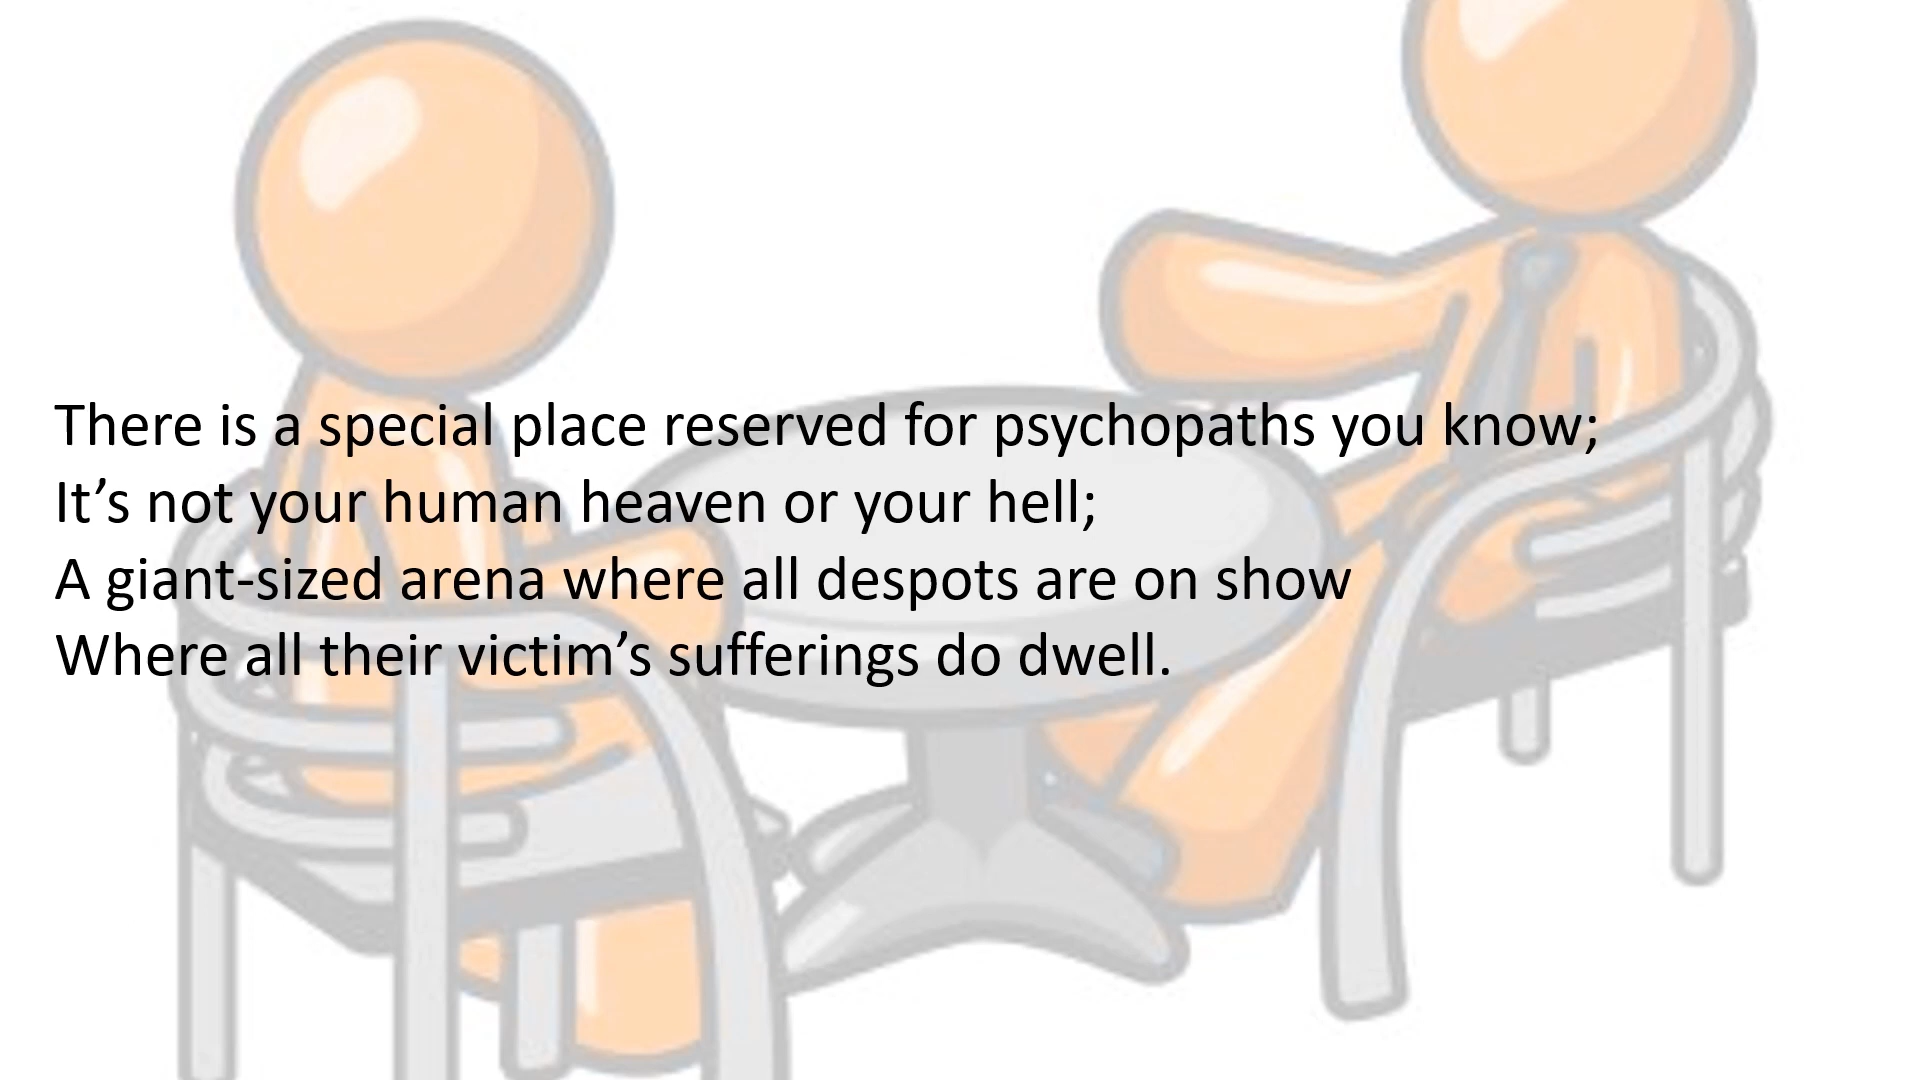 There is a special place reserved for psychopaths you know;
It’s not your human heaven or your hell;
A giant-sized arena where all despots are on show
Where all their victim’s sufferings do dwell.